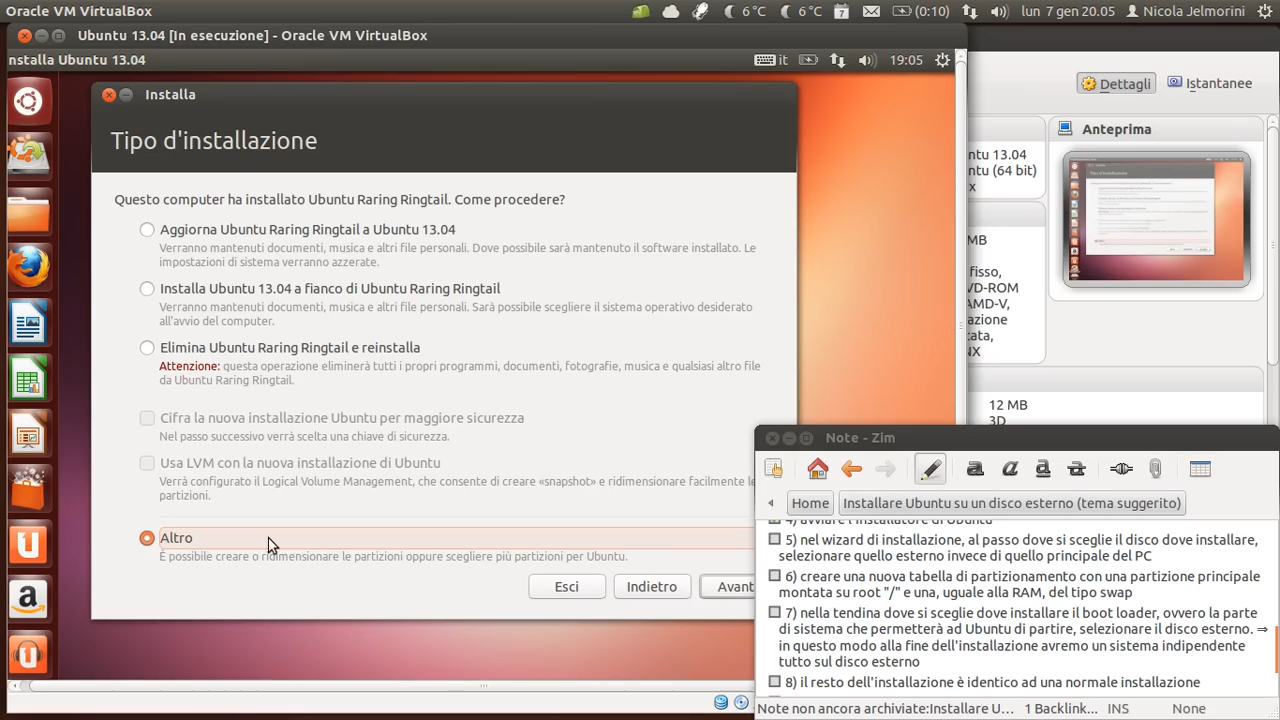 Oracle VM VirtualBox
6°C
6°C
7
(0:10)
lun 7 gen 20.05
Nicola Jelmorini
Ubuntu 13.04 [In esecuzione] - Oracle VM VirtualBox
nstalla Ubuntu 13.04
it
19:05
Installa
Tipo d'installazione
Questo computer ha installato Ubuntu Raring Ringtail. Come procedere?
Aggiorna Ubuntu Raring Ringtail a Ubuntu 13.04
Verranno mantenuti documenti, musica e altri file personali. Dove possibile sarà mantenuto il software installato. Le
impostazioni di sistema verranno azzerate.
Installa Ubuntu 13.04 a fianco di Ubuntu Raring Ringtail
Verranno mantenuti documenti, musica e altri file personali. Sarà possibile scegliere il sistema operativo desiderato
all'avvio del computer.
Elimina Ubuntu Raring Ringtail e reinstalla
Attenzione: questa operazione eliminerà tutti i propri programmi, documenti, fotografie, musica e qualsiasi altro file
da Ubuntu Raring Ringtail.
Cifra la nuova installazione Ubuntu per maggiore sicurezza
Nel passo successivo verrà scelta una chiave di sicurezza.
Usa LVM con la nuova installazione di Ubuntu
Verrà configurato il Logical Volume Management, che consente di creare «snapshot» e ridimensionare facilmente le
partizioni.
Altro
È possibile creare o ridimensionare le partizioni oppure scegliere più partizioni per Ubuntu.
Esci
Indietro
Avant
Dettagli
Istantanee
Anteprima
untu 13.04
untu (64 bit)
x
MB
fisso,
VD-ROM
AMD-V,
azione
cata,
NX
12 MB
3D
Note - Zim
Home
Installare Ubuntu su un disco esterno (tema suggerito)
4) avviare l'installatore di Ubuntu
5) nel wizard di installazione, al passo dove si sceglie il disco dove installare,
selezionare quello esterno invece di quello principale del PC
6) creare una nuova tabella di partizionamento con una partizione principale
montata su root "/" e una, uguale alla RAM, del tipo swap
7) nella tendina dove si sceglie dove installare il boot loader, ovvero la parte
di sistema che permetterà ad Ubuntu di partire, selezionare il disco esterno. ⇒
in questo modo alla fine dell'installazione avremo un sistema indipendente
tutto sul disco esterno
8) il resto dell'installazione è identico ad una normale installazione
Note non ancora archiviate:Installare U...
1 Backlink...
INS
None